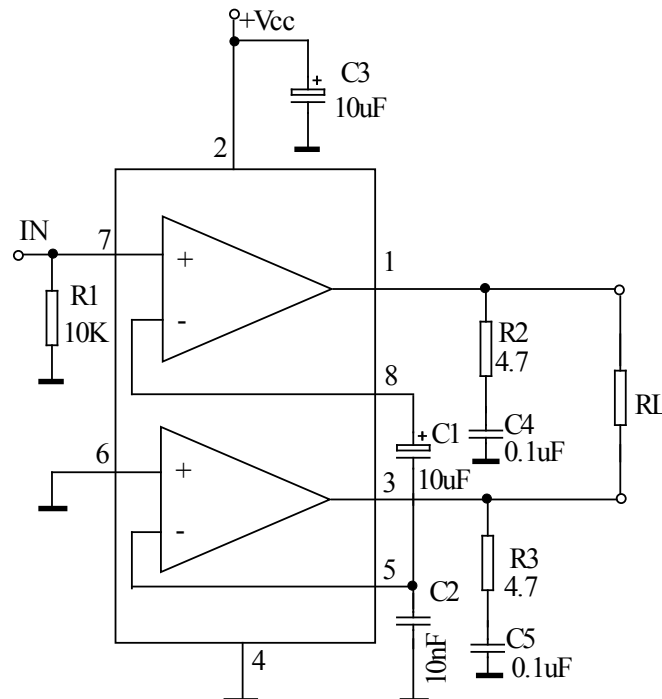 +Vcc
C3
+
10uF
2
IN
7
+
1
R1
10K
-
R2
4.7
8
RL
C1
+
C4
0.1uF
10uF
6
+
3
-
R3
4.7
5
C2
10nF
C5
0.1uF
4